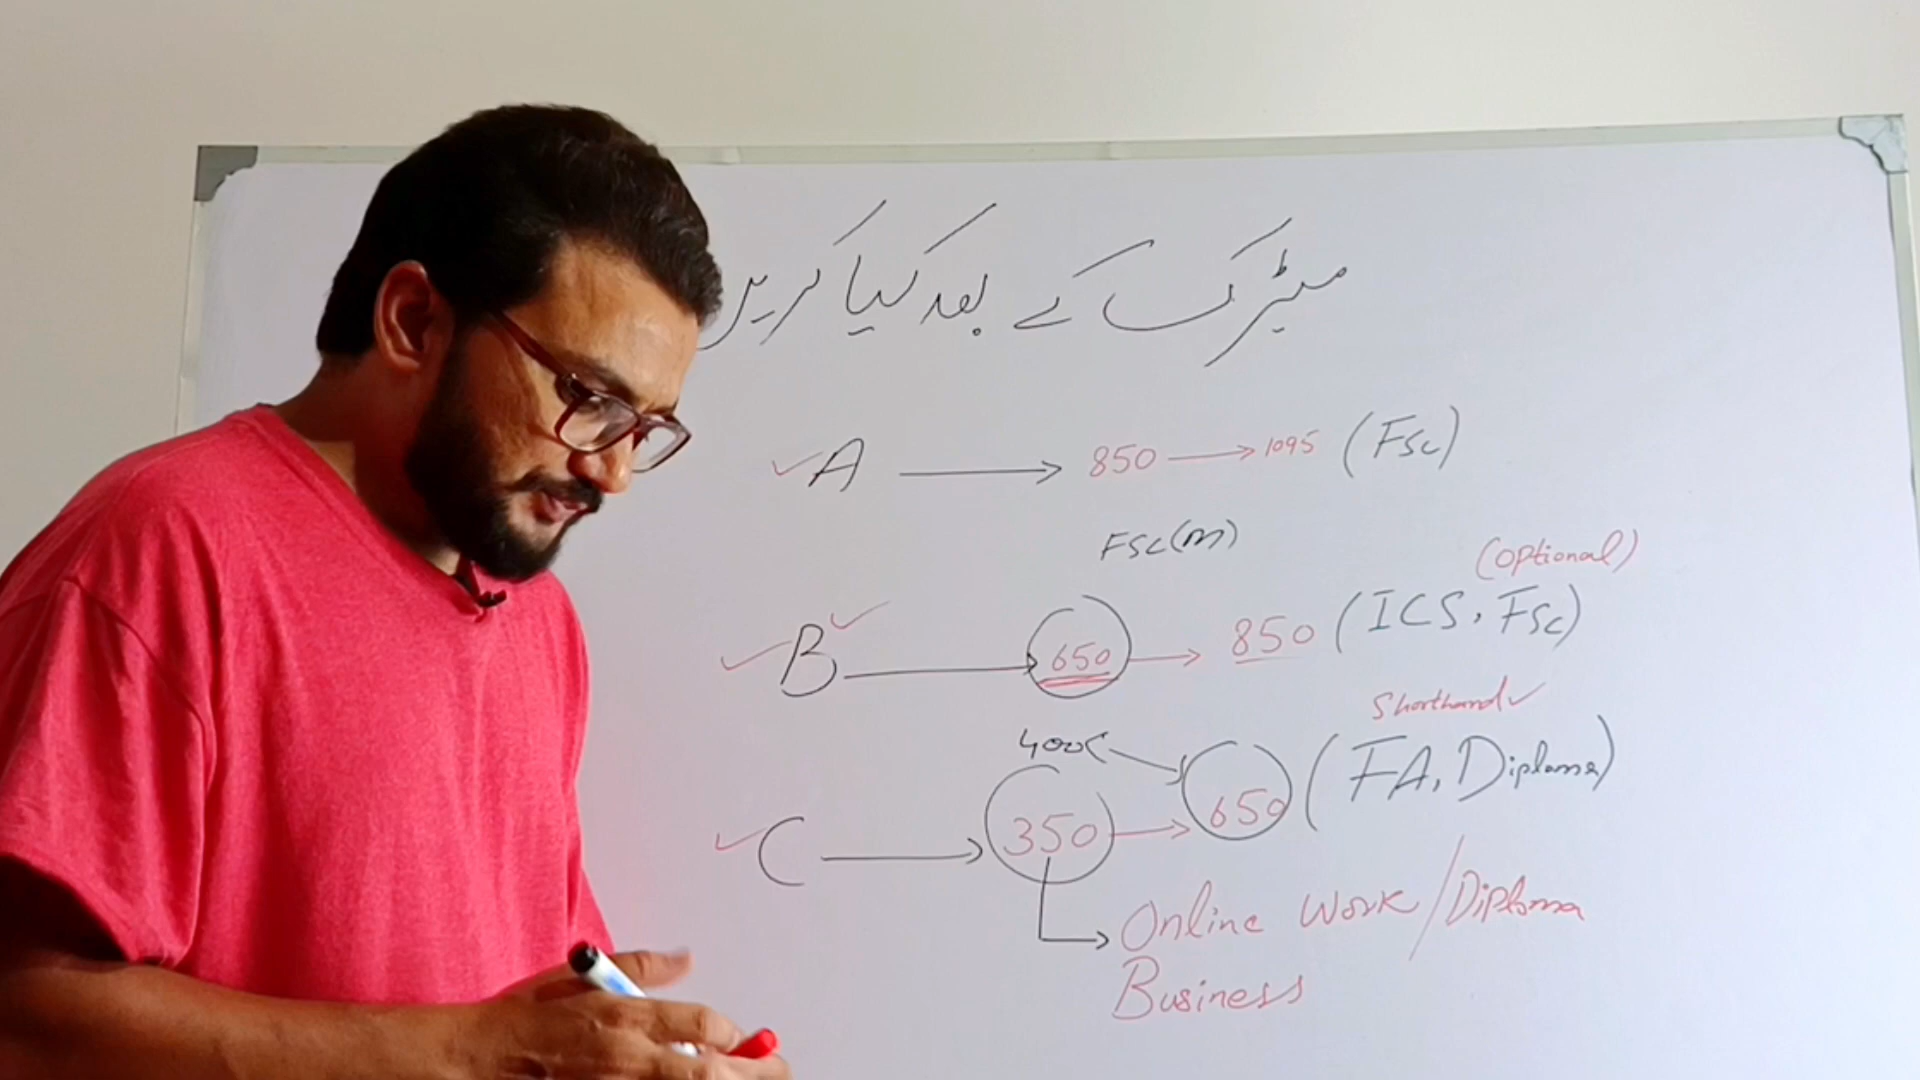 میٹرک کے بعد کیا کریں
✓A → 850 → 1095 (FSc)
FSC(m)
(optional)
✓B✓ → 650 → 850 (ICS, FSc)
Shorthand✓
400<
✓C → 350 → 650 (FA, Diploma)
Online Work/Diploma
Business